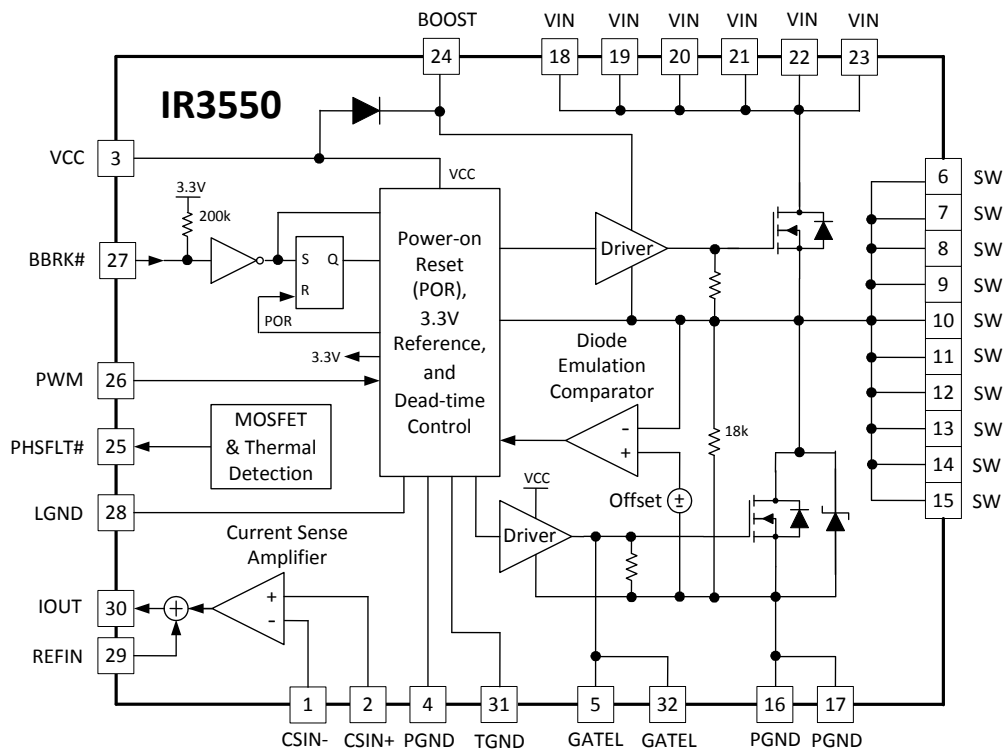 BOOST
VIN
VIN
VIN
VIN
VIN
VIN
24
18
19
20
21
22
23
IR3550
VCC
3
VCC
3.3V
200k
BBRK#
27
S
Q
R
POR
Power-on
Reset
(POR),
3.3V
Reference,
and
Dead-time
Control
3.3V
Driver
6
SW
7
SW
8
SW
9
SW
10
SW
11
SW
12
SW
13
SW
14
SW
15
SW
Diode
Emulation
Comparator
-
+
18k
Offset
±
PWM
26
PHSFLT#
25
MOSFET
& Thermal
Detection
LGND
28
VCC
Driver
Current Sense
Amplifier
+
-
IOUT
30
+
REFIN
29
1
2
4
31
5
32
16
17
CSIN-
CSIN+
PGND
TGND
GATEL
GATEL
PGND
PGND